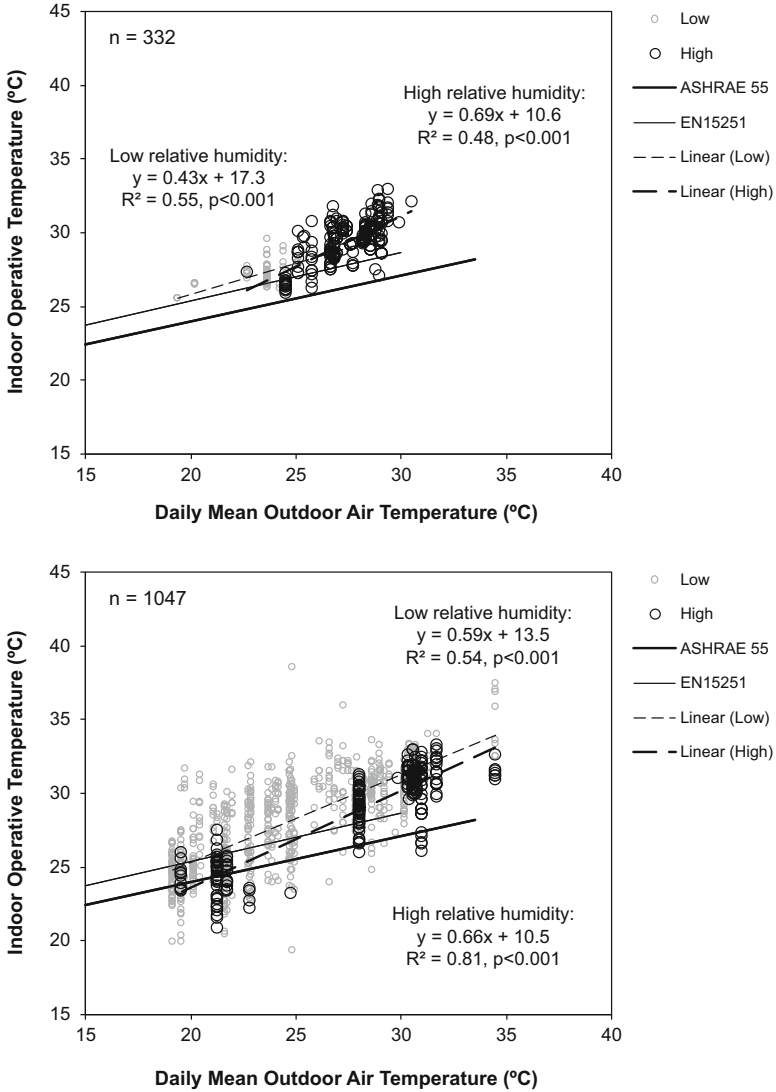 45
40
35
30
25
20
15
Indoor Operative Temperature (ºC)
n = 332
High relative humidity:
y = 0.69x + 10.6
R² = 0.48, p<0.001
Low relative humidity:
y = 0.43x + 17.3
R² = 0.55, p<0.001
15 20 25 30 35 40
Daily Mean Outdoor Air Temperature (ºC)
Low
High
ASHRAE 55
EN15251
Linear (Low)
Linear (High)
45
40
35
30
25
20
15
Indoor Operative Temperature (ºC)
n = 1047
Low relative humidity:
y = 0.59x + 13.5
R² = 0.54, p<0.001
High relative humidity:
y = 0.66x + 10.5
R² = 0.81, p<0.001
15 20 25 30 35 40
Daily Mean Outdoor Air Temperature (ºC)
Low
High
ASHRAE 55
EN15251
Linear (Low)
Linear (High)